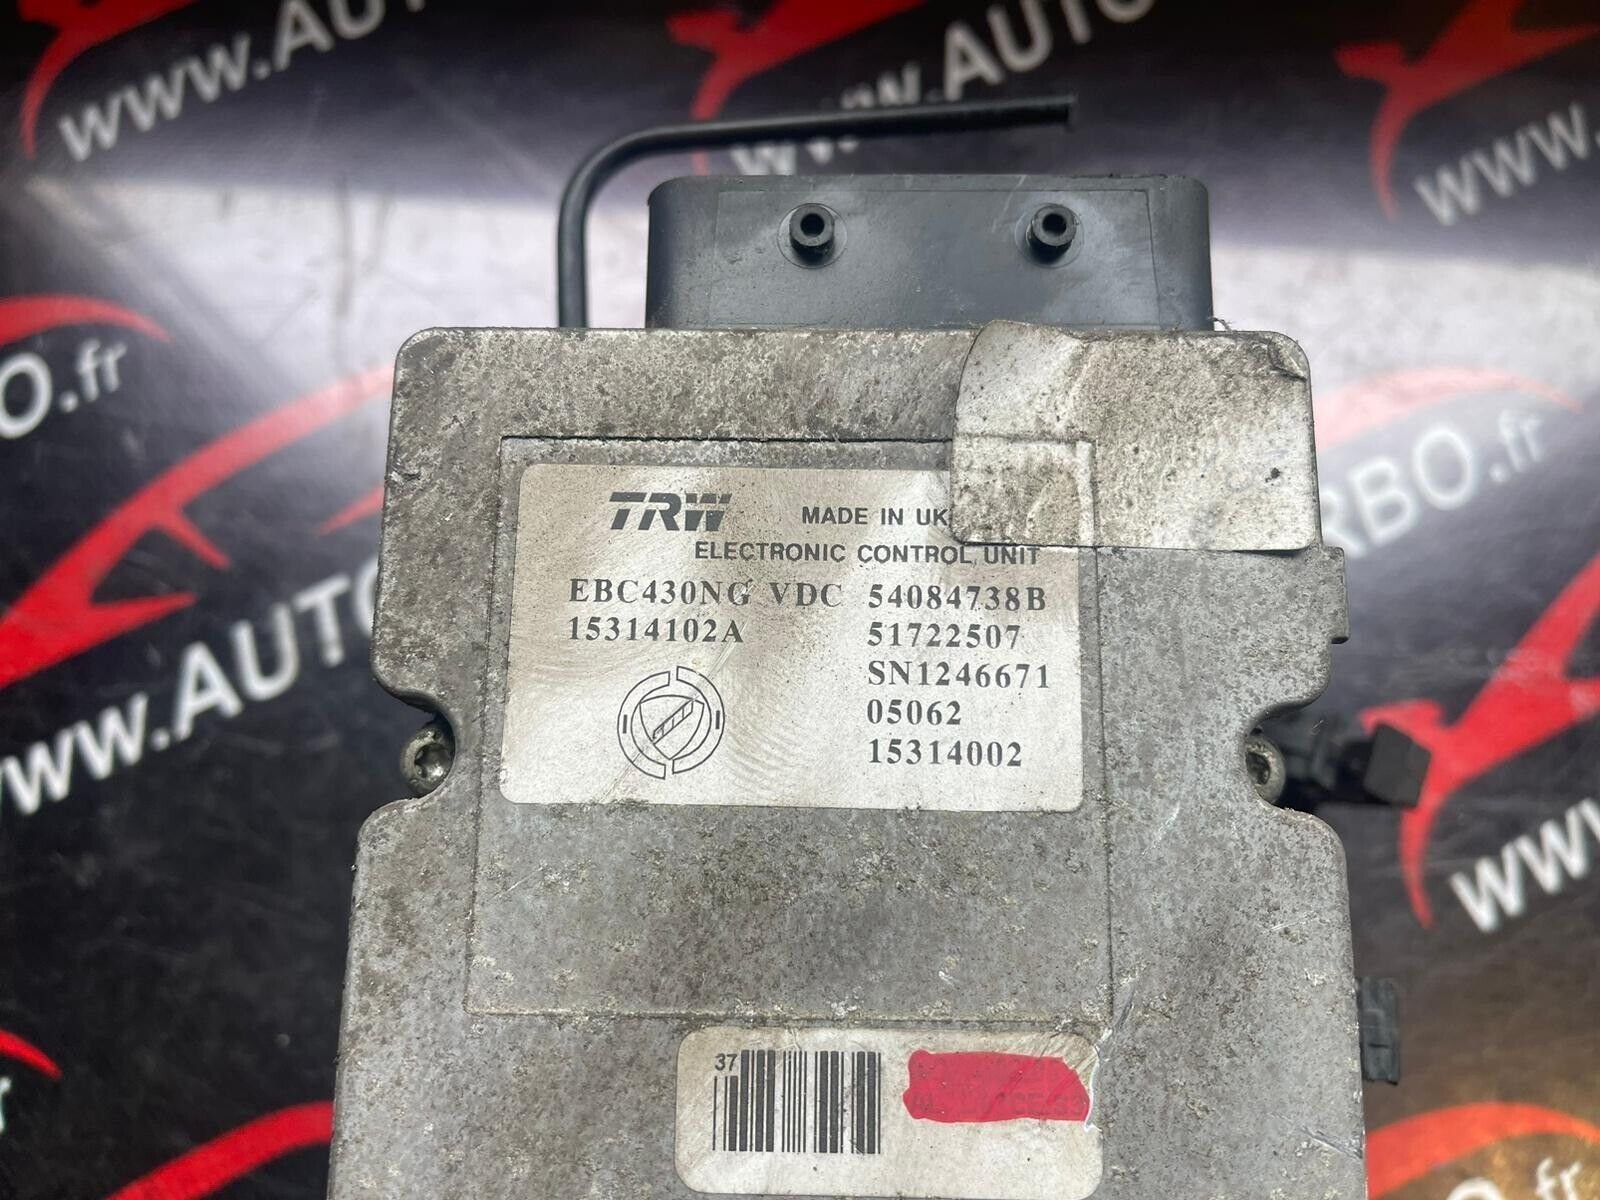 www.AUTO
www.AUTO
www.AUTO
TRW MADE IN UK
ELECTRONIC CONTROL UNIT
EBC430NG VDC 54084738B
15314102A 51722507
SN1246671
05062
15314002
O.fr
RBO.fr
www.AUTO
www
37